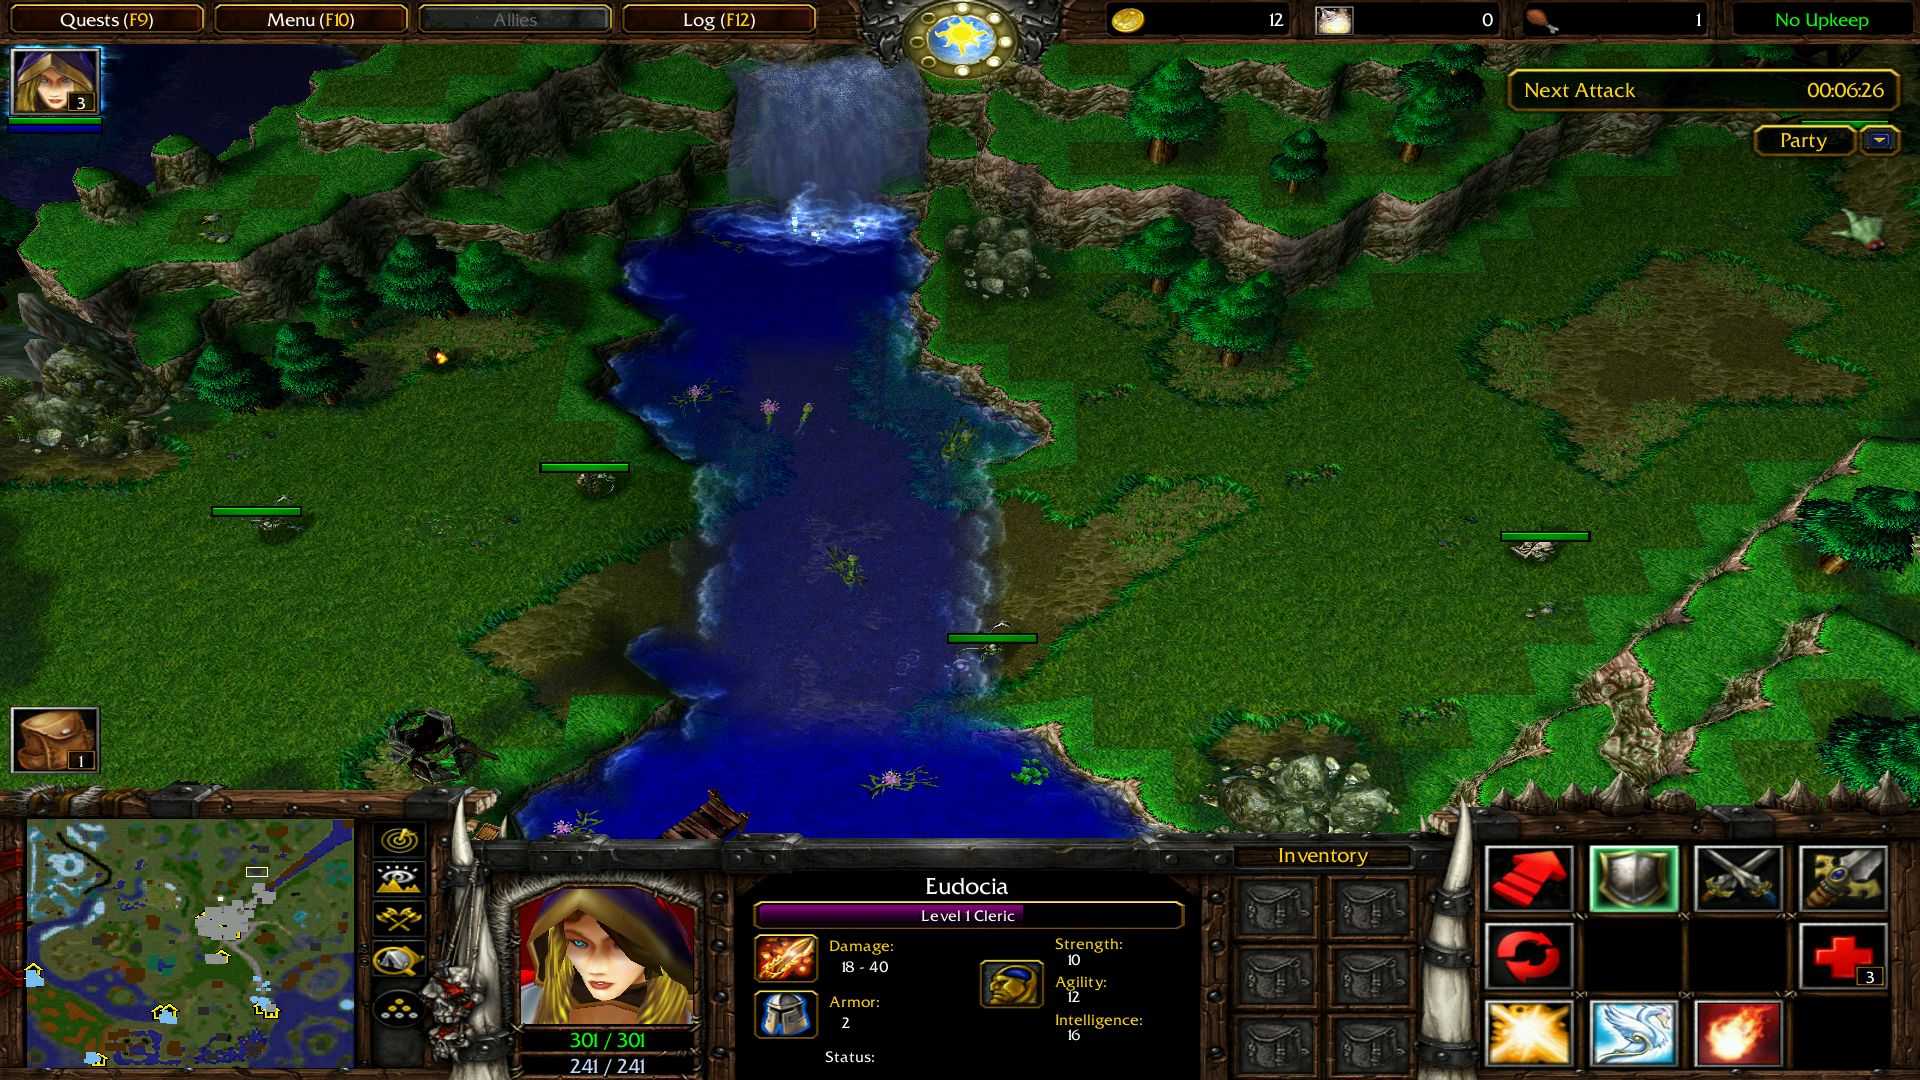 Quests (F9) Menu (F10) Allies Log (F12) 12 0 1 No Upkeep
3
Next Attack 00:06:26
Party
1
Inventory
Eudocia
Level 1 Cleric
Damage:
18 - 40
Armor:
2
Status:
Strength:
10
Agility:
12
Intelligence:
16
301 / 301
241 / 241
3